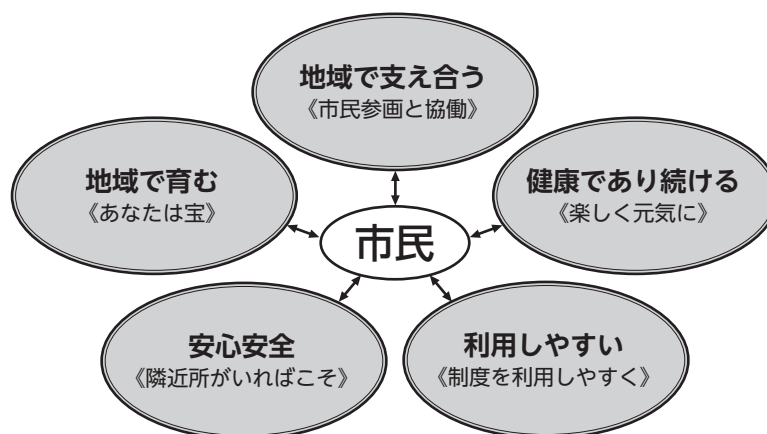 地域で支え合う
《市民参画と協働》
地域で育む
《あなたは宝》
健康であり続ける
《楽しく元気に》
市民
安心安全
《隣近所がいればこそ》
利用しやすい
《制度を利用しやすく》